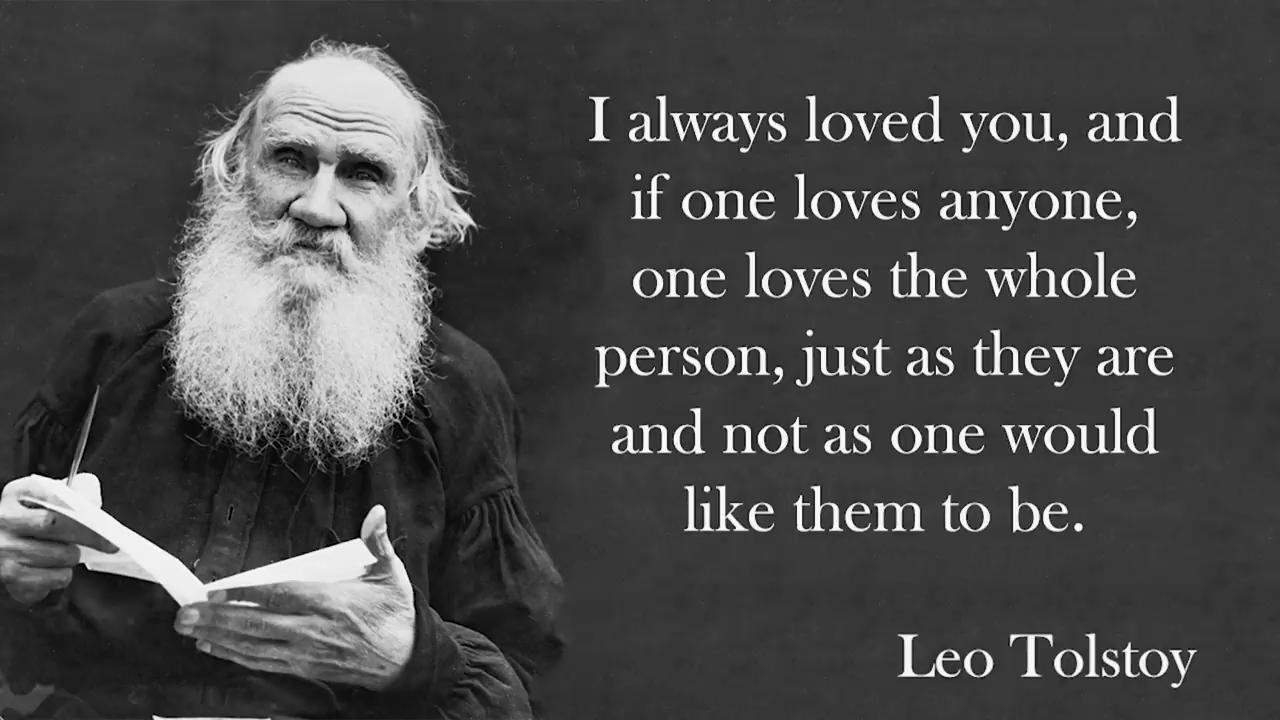 I always loved you, and
if one loves anyone,
one loves the whole
person, just as they are
and not as one would
like them to be.
Leo Tolstoy